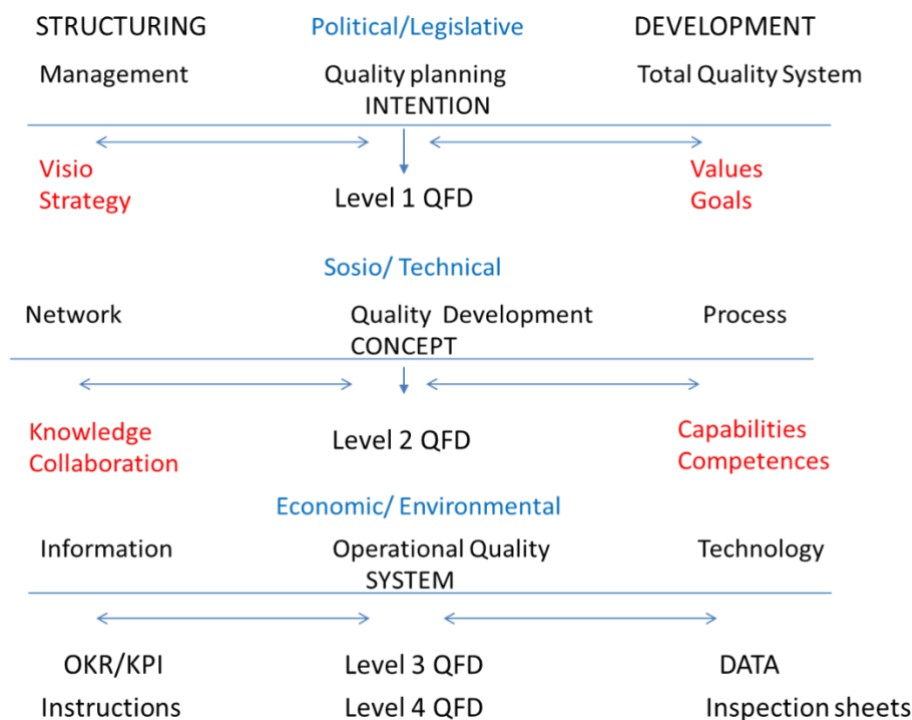 STRUCTURING Political/Legislative DEVELOPMENT
Management Quality planning Total Quality System
INTENTION
Visio Values
Strategy Level 1 QFD Goals
Sosio/ Technical
Network Quality Development Process
CONCEPT
Knowledge Level 2 QFD Capabilities
Collaboration Competences
Economic/ Environmental
Information Operational Quality Technology
SYSTEM
OKR/KPI Level 3 QFD DATA
Instructions Level 4 QFD Inspection sheets